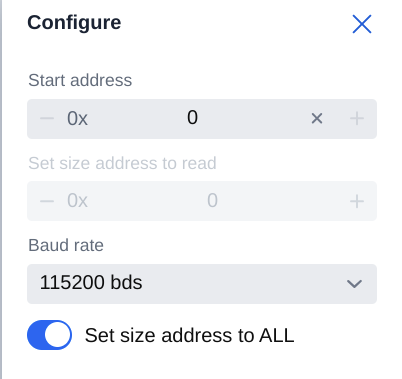 Configure
Start address
0x 0
Set size address to read
0x 0
Baud rate
115200 bds
Set size address to ALL